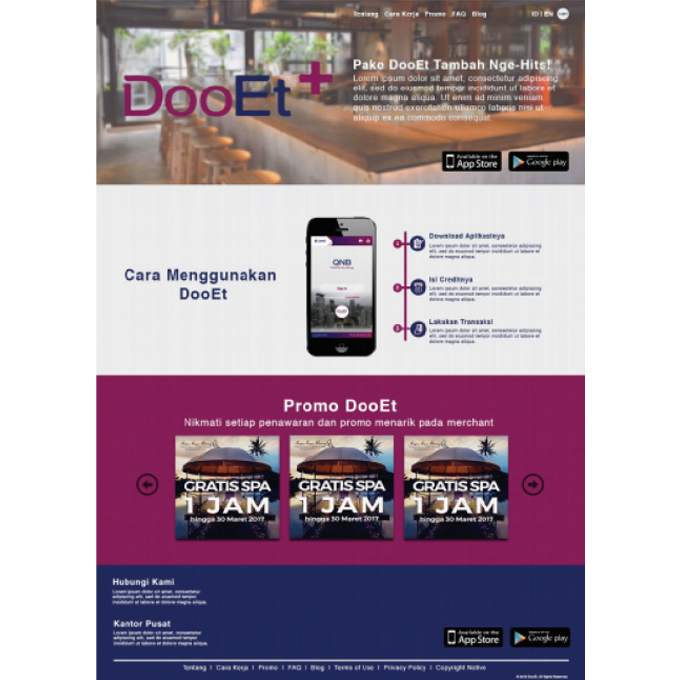 Tentang Cara Kerja Promo FAQ Blog ID | EN
DooEt+
Pake DooEt Tambah Nge-Hits!
Lorem ipsum dolor sit amet, consectetur adipiscing
elit, sed do eiusmod tempor incididunt ut labore et
dolore magna aliqua. Ut enim ad minim veniam,
quis nostrud exercitation ullamco laboris nisi ut
aliquip ex ea commodo consequat.
Available on the
App Store
Google play
Cara Menggunakan
DooEt
QNB
1
Download Aplikasinya
Lorem ipsum dolor sit amet, consectetur adipiscing
elit, sed do eiusmod tempor incididunt ut labore et
dolore magna aliqua.
2
Isi Creditnya
Lorem ipsum dolor sit amet, consectetur adipiscing
elit, sed do eiusmod tempor incididunt ut labore et
dolore magna aliqua.
3
Lakukan Transaksi
Lorem ipsum dolor sit amet, consectetur adipiscing
elit, sed do eiusmod tempor incididunt ut labore et
dolore magna aliqua.
Promo DooEt
Nikmati setiap penawaran dan promo menarik pada merchant
GRATIS SPA
1 JAM
hingga 30 Maret 2017
GRATIS SPA
1 JAM
hingga 30 Maret 2017
GRATIS SPA
1 JAM
hingga 30 Maret 2017
Hubungi Kami
Lorem ipsum dolor sit amet, consectetur
adipiscing elit, sed do eiusmod tempor
incididunt ut labore et dolore magna aliqua.
Kantor Pusat
Lorem ipsum dolor sit amet, consectetur
adipiscing elit, sed do eiusmod tempor
incididunt ut labore et dolore magna aliqua.
Available on the
App Store
Google play
Tentang | Cara Kerja | Promo | FAQ | Blog | Terms of Use | Privacy Policy | Copyright Notive